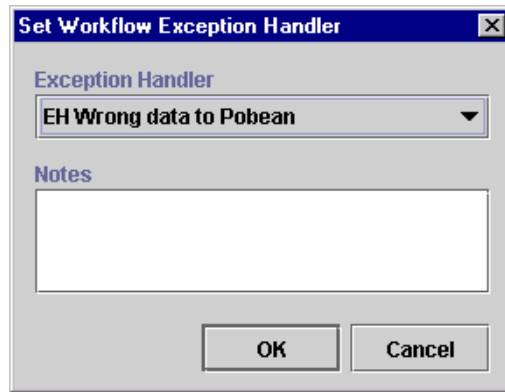 Set Workflow Exception Handler
Exception Handler
EH Wrong data to Pobean
Notes
OK
Cancel